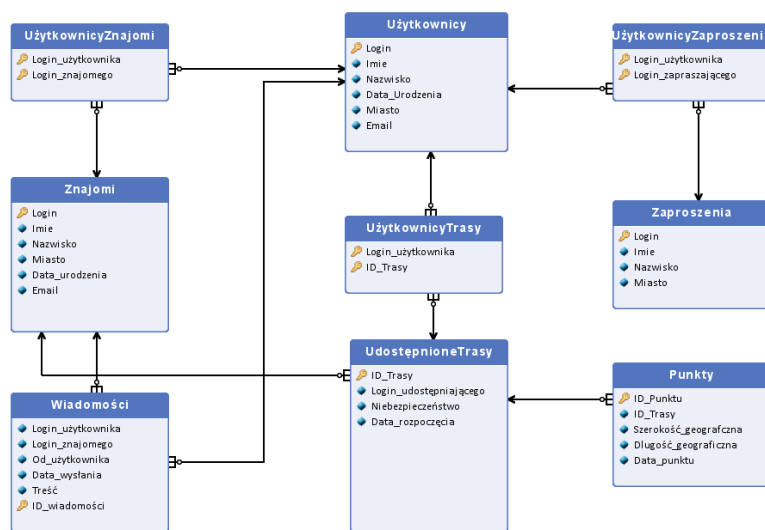 UżytkownicyZnajomi
Login_użytkownika
Login_znajomego
Użytkownicy
Login
Imie
Nazwisko
Data_Urodzenia
Miasto
Email
UżytkownicyZaproszeni
Login_użytkownika
Login_zapraszającego
Znajomi
Login
Imie
Nazwisko
Miasto
Data_urodzenia
Email
UżytkownicyTrasy
Login_użytkownika
ID_Trasy
Zaproszenia
Login
Imie
Nazwisko
Miasto
Wiadomości
Login_użytkownika
Login_znajomego
Od_użytkownika
Data_wysłania
Treść
ID_wiadomości
UdostępnioneTrasy
ID_Trasy
Login_udostępniającego
Niebezpieczeństwo
Data_rozpoczęcia
Punkty
ID_Punktu
ID_Trasy
Szerokość_geografczna
Dlugość_geograficzna
Data_punktu